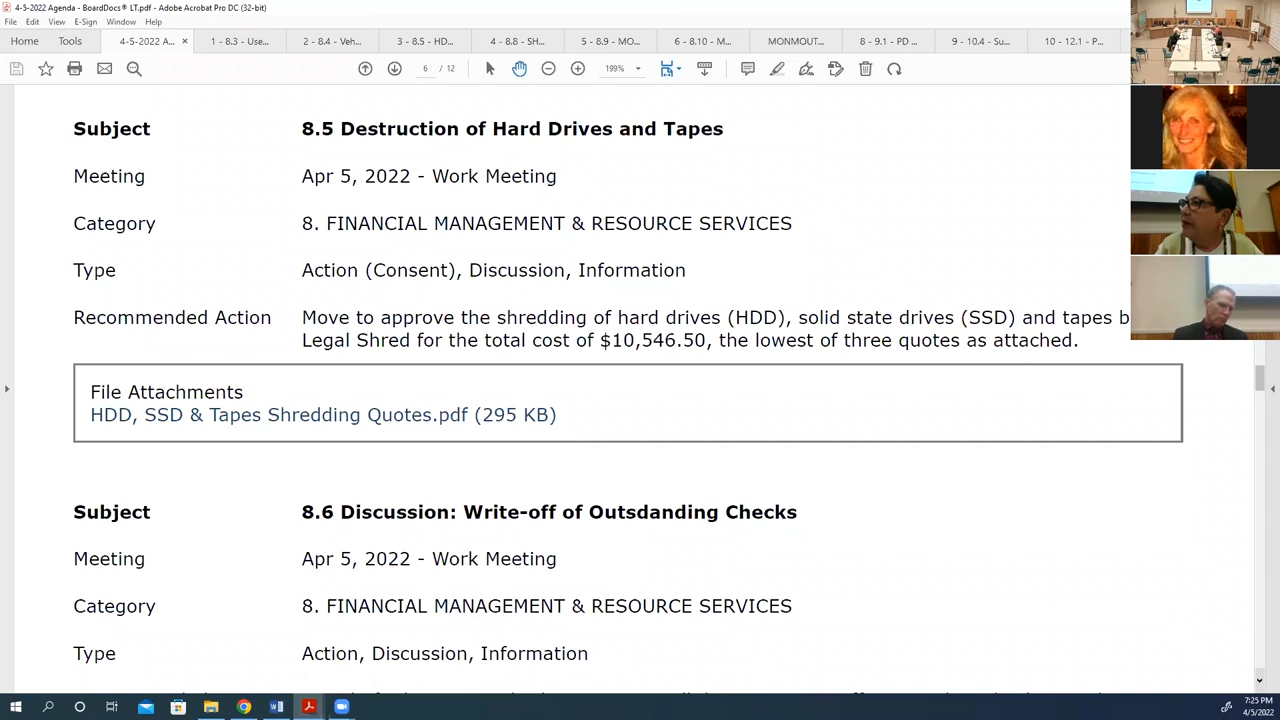 4-5-2022 Agenda - BoardDocs® LT.pdf - Adobe Acrobat Pro DC (32-bit)
File Edit View E-Sign Window Help
Home Tools 4-5-2022 A... × 1 - 8.3 - Use... 2 - 8.4 - Veh... 3 - 8.5 - HD... 4 - 8.8 - SH... 5 - 8.9 - MO... 6 - 8.10 - M... MONMOUT... 8 - 9.1 - PD ... - 10.4 - Su... 10 - 12.1 - P...
6 / 12 199%
Subject 8.5 Destruction of Hard Drives and Tapes
Meeting Apr 5, 2022 - Work Meeting
Category 8. FINANCIAL MANAGEMENT & RESOURCE SERVICES
Type Action (Consent), Discussion, Information
Recommended Action Move to approve the shredding of hard drives (HDD), solid state drives (SSD) and tapes b
Legal Shred for the total cost of $10,546.50, the lowest of three quotes as attached.
File Attachments
HDD, SSD & Tapes Shredding Quotes.pdf (295 KB)
Subject 8.6 Discussion: Write-off of Outsdanding Checks
Meeting Apr 5, 2022 - Work Meeting
Category 8. FINANCIAL MANAGEMENT & RESOURCE SERVICES
Type Action, Discussion, Information
7:25 PM
4/5/2022